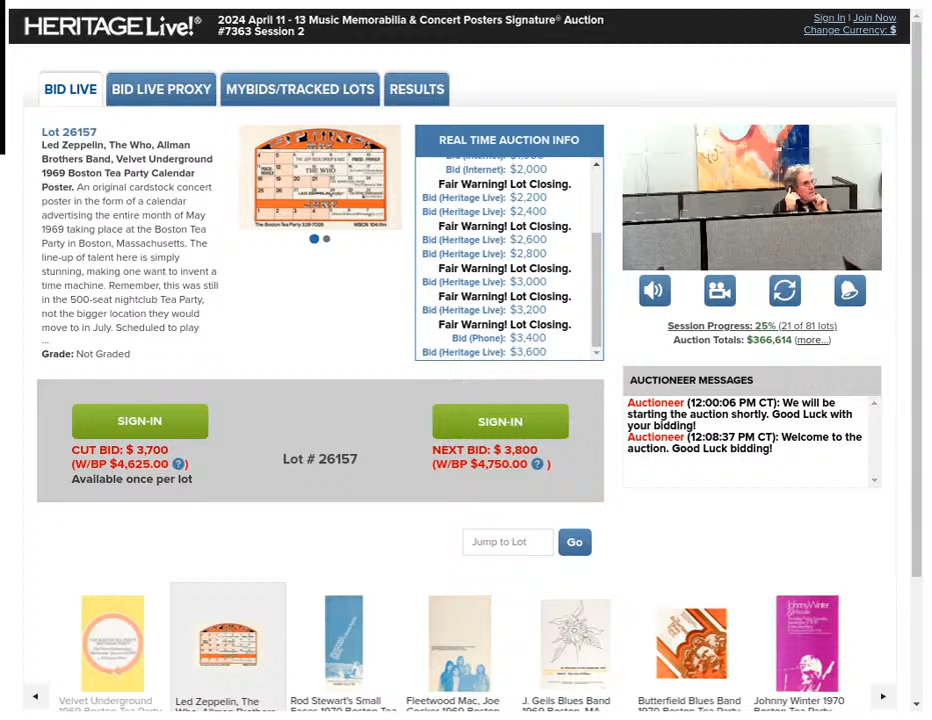 HERITAGE Live!®
2024 April 11 - 13 Music Memorabilia & Concert Posters Signature® Auction
#7363 Session 2
Sign In | Join Now
Change Currency: $
BID LIVE
BID LIVE PROXY
MYBIDS/TRACKED LOTS
RESULTS
Lot 26157
Led Zeppelin, The Who, Allman
Brothers Band, Velvet Underground
1969 Boston Tea Party Calendar
Poster. An original cardstock concert
poster in the form of a calendar
advertising the entire month of May
1969 taking place at the Boston Tea
Party in Boston, Massachusetts. The
line-up of talent here is simply
stunning, making one want to invent a
time machine. Remember, this was still
in the 500-seat nightclub Tea Party,
not the bigger location they would
move to in July. Scheduled to play
...
Grade: Not Graded
THE WHO
The Boston Tea Party 338-7026
WBCN 104.1fm
REAL TIME AUCTION INFO
Bid (Internet): $2,000
Fair Warning! Lot Closing.
Bid (Heritage Live): $2,200
Bid (Heritage Live): $2,400
Fair Warning! Lot Closing.
Bid (Heritage Live): $2,600
Bid (Heritage Live): $2,800
Fair Warning! Lot Closing.
Bid (Heritage Live): $3,000
Fair Warning! Lot Closing.
Bid (Heritage Live): $3,200
Fair Warning! Lot Closing.
Bid (Phone): $3,400
Bid (Heritage Live): $3,600
Session Progress: 25% (21 of 81 lots)
Auction Totals: $366,614 (more...)
AUCTIONEER MESSAGES
Auctioneer (12:00:06 PM CT): We will be
starting the auction shortly. Good Luck with
your bidding!
Auctioneer (12:08:37 PM CT): Welcome to the
auction. Good Luck bidding!
SIGN-IN
CUT BID: $ 3,700
(W/BP $4,625.00 ?)
Available once per lot
Lot # 26157
SIGN-IN
NEXT BID: $ 3,800
(W/BP $4,750.00 ? )
Jump to Lot
Go
Velvet Underground
1969 Boston Tea Party
Led Zeppelin, The
Who, Allman Brothers
Rod Stewart's Small
Faces 1970 Boston Tea
Fleetwood Mac, Joe
Cocker 1969 Boston
J. Geils Blues Band
1969 Boston, MA
Butterfield Blues Band
1970 Boston Tea Party
Johnny Winter 1970
Boston Tea Party